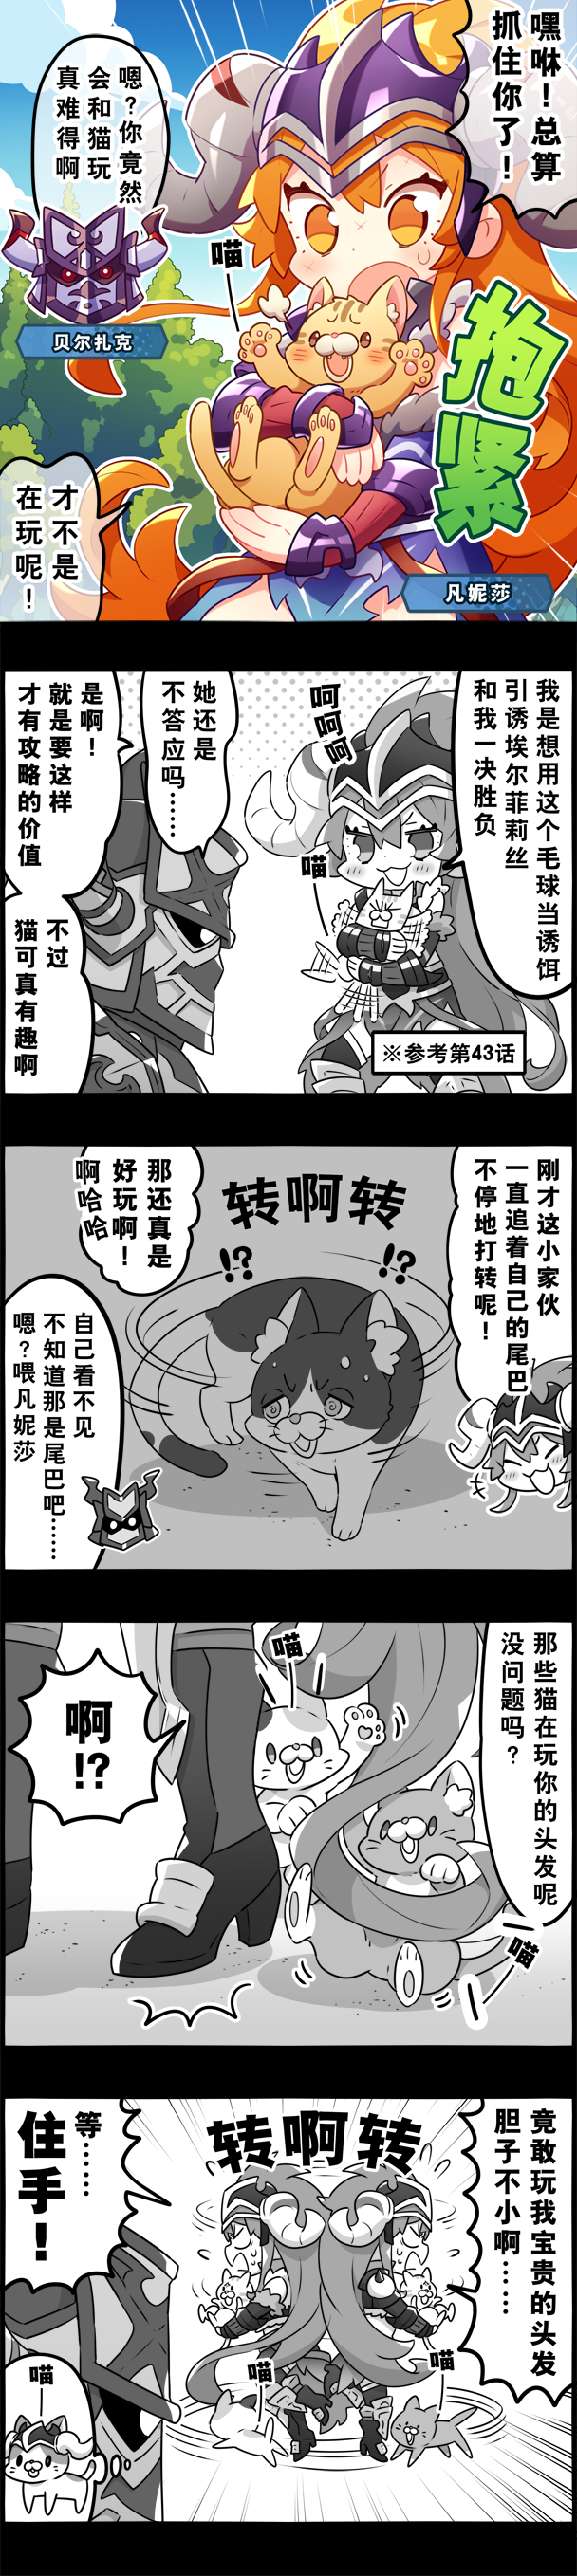 嘿咻！总算
抓住你了！
嗯？你竟然
会和猫玩
真难得啊
贝尔扎克
喵
抱紧
才不是
在玩呢！
凡妮莎
我是想用这个毛球当诱饵
引诱埃尔菲莉丝
和我一决胜负
呵呵呵
喵
※参考第43话
她还是
不答应吗……
是啊！
就是要这样
才有攻略的价值
不过
猫可真有趣啊
刚才这小家伙
一直追着自己的尾巴
不停地打转呢！
转啊转
!?
!?
那还真是
好玩啊！
啊哈哈
自己看不见
不知道那是尾巴吧……
嗯？喂凡妮莎
那些猫在玩你的头发呢
没问题吗？
喵
喵
啊
!?
竟敢玩我宝贵的头发
胆子不小啊……
转啊转
喵
喵
等……
住手！
喵